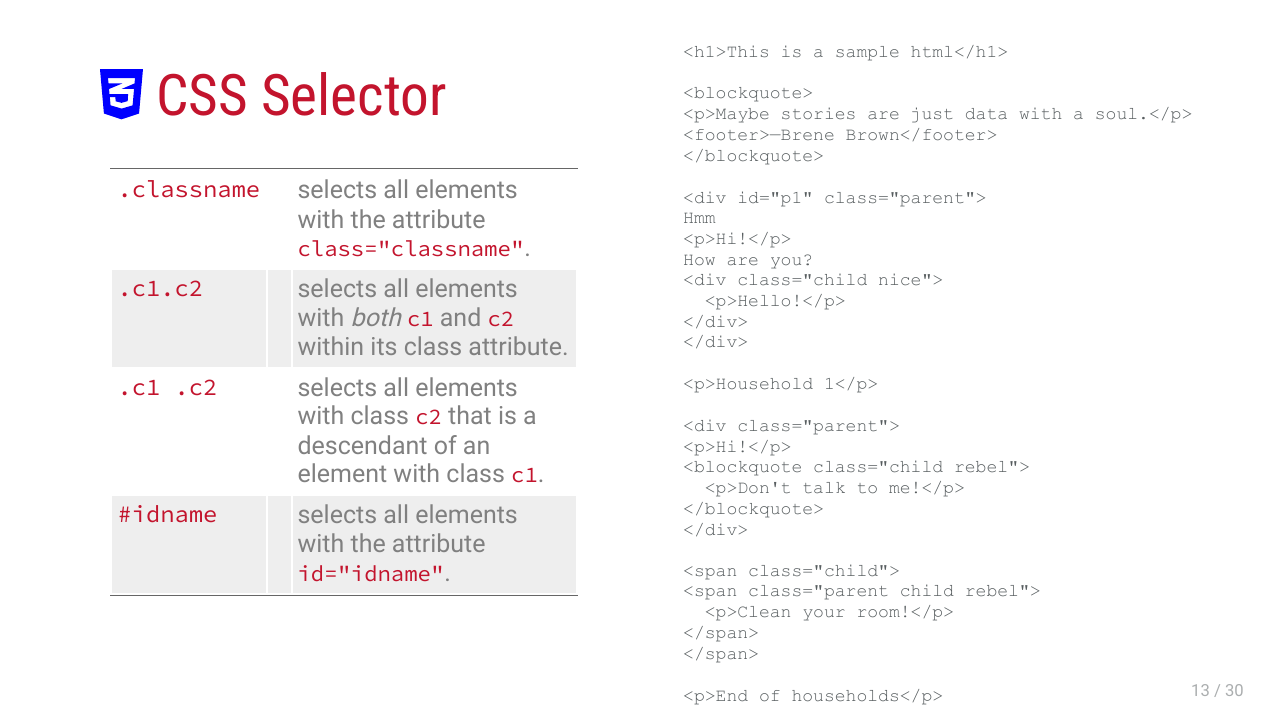 CSS Selector
.classname selects all elements
with the attribute
class="classname".
.c1.c2 selects all elements
with both c1 and c2
within its class attribute.
.c1 .c2 selects all elements
with class c2 that is a
descendant of an
element with class c1.
#idname selects all elements
with the attribute
id="idname".
<h1>This is a sample html</h1>
<blockquote>
<p>Maybe stories are just data with a soul.</p>
<footer>—Brene Brown</footer>
</blockquote>
<div id="p1" class="parent">
Hmm
<p>Hi!</p>
How are you?
<div class="child nice">
  <p>Hello!</p>
</div>
</div>
<p>Household 1</p>
<div class="parent">
<p>Hi!</p>
<blockquote class="child rebel">
  <p>Don't talk to me!</p>
</blockquote>
</div>
<span class="child">
<span class="parent child rebel">
  <p>Clean your room!</p>
</span>
</span>
<p>End of households</p>
13 / 30